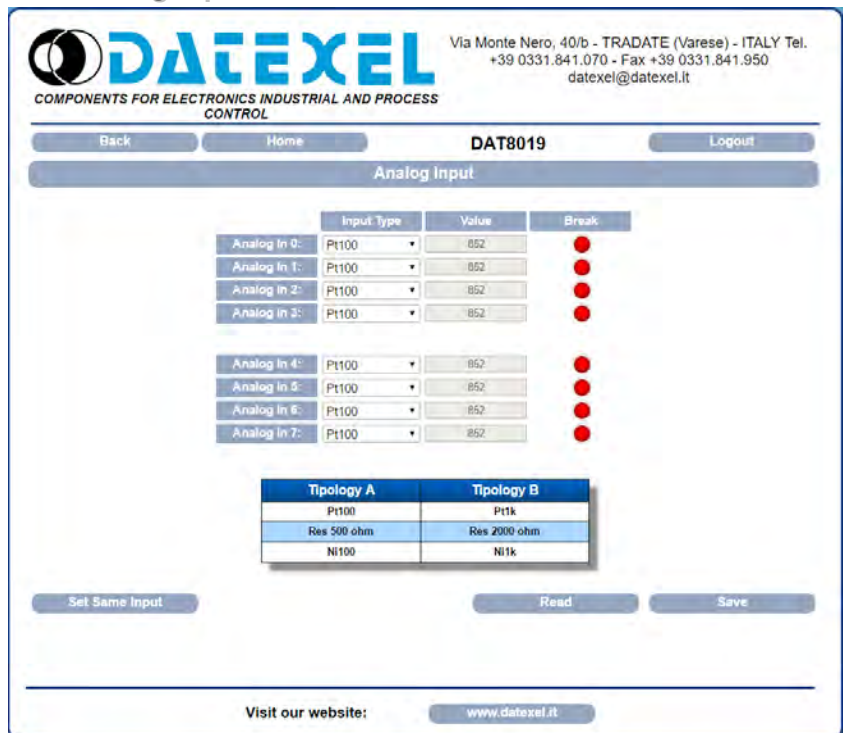 DATEXEL
COMPONENTS FOR ELECTRONICS INDUSTRIAL AND PROCESS
CONTROL
Via Monte Nero, 40/b - TRADATE (Varese) - ITALY Tel.
+39 0331.841.070 - Fax +39 0331.841.950
datexel@datexel.it
Back Home DAT8019 Logout
Analog Input
Input Type Value Break
Analog In 0: Pt100 852
Analog In 1: Pt100 852
Analog In 2: Pt100 852
Analog In 3: Pt100 852
Analog In 4: Pt100 852
Analog In 5: Pt100 852
Analog In 6: Pt100 852
Analog In 7: Pt100 852
Tipology A Tipology B
Pt100 Pt1k
Res 500 ohm Res 2000 ohm
Ni100 Ni1k
Set Same Input Read Save
Visit our website: www.datexel.it